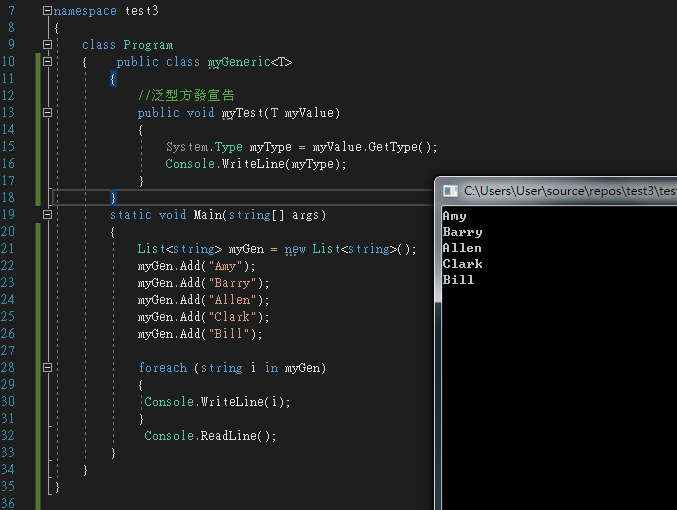 7 namespace test3
8 {
9 class Program
10 { public class myGeneric<T>
11 {
12 //泛型方發宣告
13 public void myTest(T myValue)
14 {
15 System.Type myType = myValue.GetType();
16 Console.WriteLine(myType);
17 }
18 }
19 static void Main(string[] args)
20 {
21 List<string> myGen = new List<string>();
22 myGen.Add("Amy");
23 myGen.Add("Barry");
24 myGen.Add("Allen");
25 myGen.Add("Clark");
26 myGen.Add("Bill");
27
28 foreach (string i in myGen)
29 {
30 Console.WriteLine(i);
31 }
32 Console.ReadLine();
33 }
34 }
35 }
36
C:\Users\User\source\repos\test3\tes
Amy
Barry
Allen
Clark
Bill